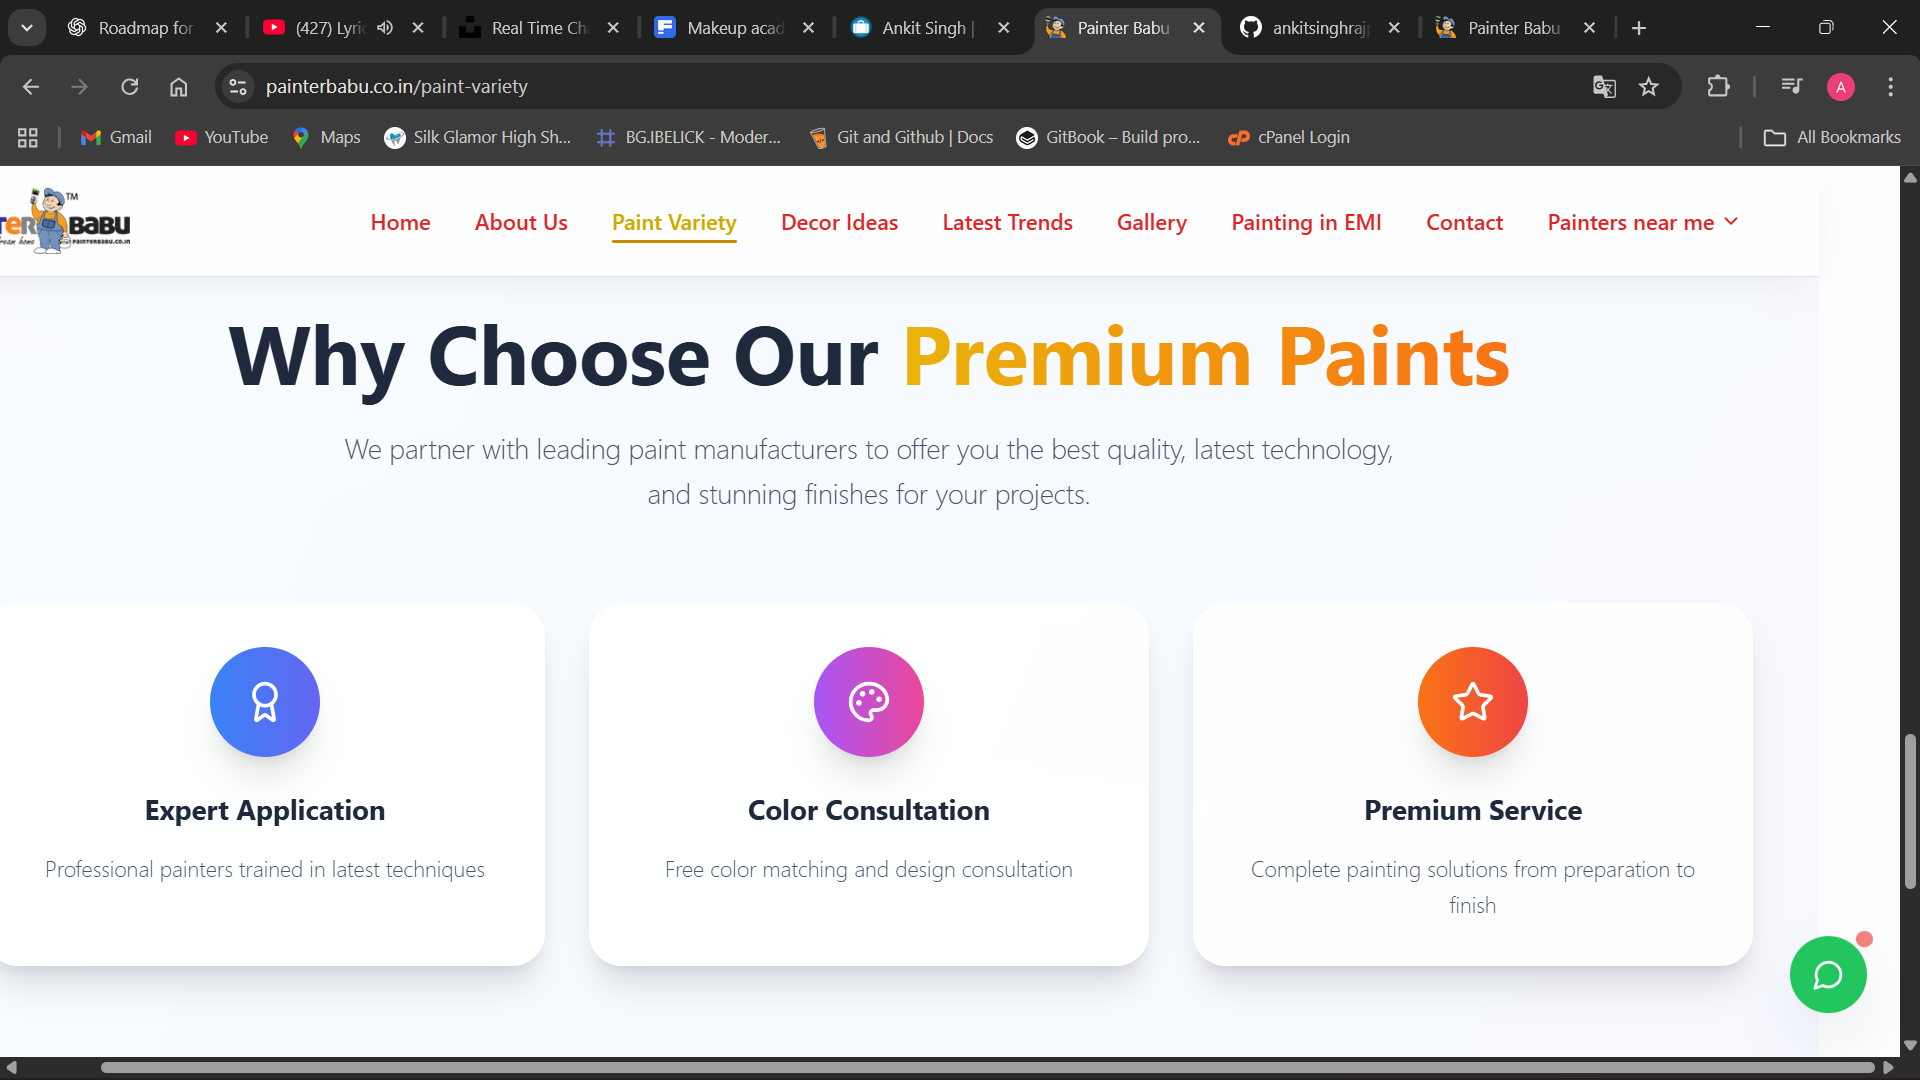 Roadmap for
(427) Lyric
Real Time Ch
Makeup acad
Ankit Singh |
Painter Babu
ankitsinghraj
Painter Babu
painterbabu.co.in/paint-variety
A
Gmail
YouTube
Maps
Silk Glamor High Sh...
BG.IBELICK - Moder...
Git and Github | Docs
GitBook – Build pro...
cPanel Login
All Bookmarks
TER BABU TM
ream home
PAINTERBABU.CO.IN
Home
About Us
Paint Variety
Decor Ideas
Latest Trends
Gallery
Painting in EMI
Contact
Painters near me
Why Choose Our Premium Paints
We partner with leading paint manufacturers to offer you the best quality, latest technology,
and stunning finishes for your projects.
Expert Application
Professional painters trained in latest techniques
Color Consultation
Free color matching and design consultation
Premium Service
Complete painting solutions from preparation to
finish